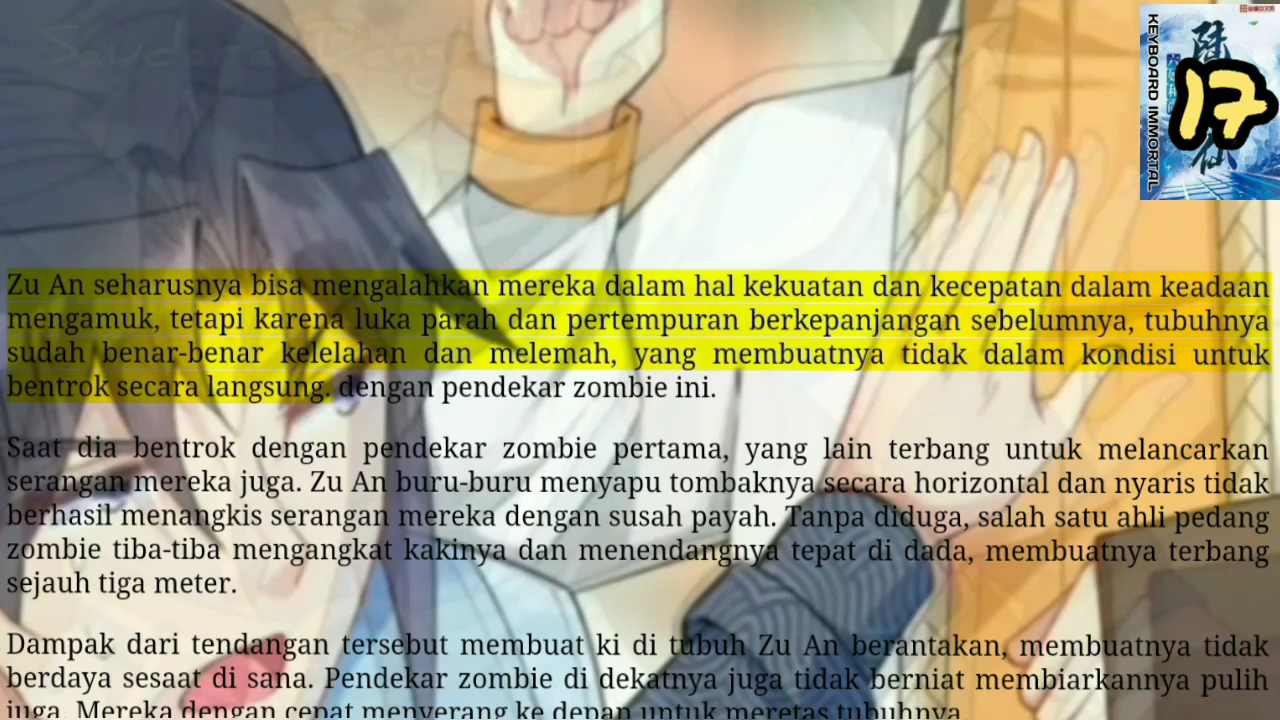 Saudara
KEYBOARD IMMORTAL
陆
仙
17
Zu An seharusnya bisa mengalahkan mereka dalam hal kekuatan dan kecepatan dalam keadaan
mengamuk, tetapi karena luka parah dan pertempuran berkepanjangan sebelumnya, tubuhnya
sudah benar-benar kelelahan dan melemah, yang membuatnya tidak dalam kondisi untuk
bentrok secara langsung. dengan pendekar zombie ini.
Saat dia bentrok dengan pendekar zombie pertama, yang lain terbang untuk melancarkan
serangan mereka juga. Zu An buru-buru menyapu tombaknya secara horizontal dan nyaris tidak
berhasil menangkis serangan mereka dengan susah payah. Tanpa diduga, salah satu ahli pedang
zombie tiba-tiba mengangkat kakinya dan menendangnya tepat di dada, membuatnya terbang
sejauh tiga meter.
Dampak dari tendangan tersebut membuat ki di tubuh Zu An berantakan, membuatnya tidak
berdaya sesaat di sana. Pendekar zombie di dekatnya juga tidak berniat membiarkannya pulih
juga. Mereka dengan cepat menyerang ke depan untuk meretas tubuhnya.